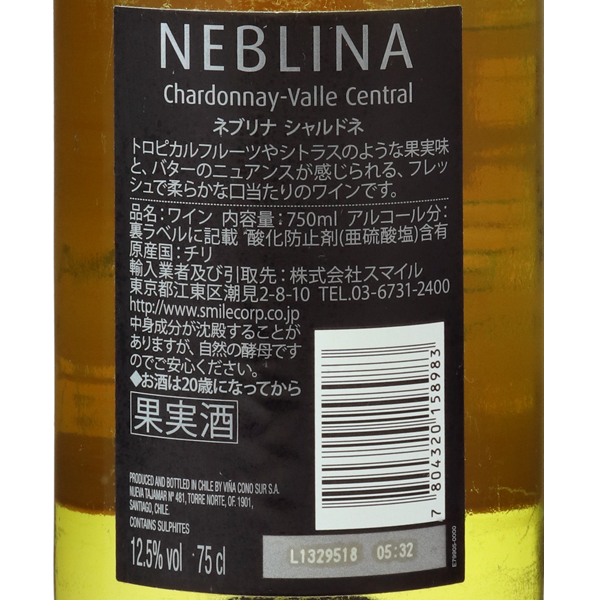 NEBLINA
Chardonnay-Valle Central
ネブリナ シャルドネ
トロピカルフルーツやシトラスのような果実味
と、バターのニュアンスが感じられる、フレッ
シュで柔らかな口当たりのワインです。
品名:ワイン 内容量:750ml アルコール分:
裏ラベルに記載 酸化防止剤(亜硫酸塩)含有
原産国:チリ
輸入業者及び引取先:株式会社スマイル
東京都江東区潮見2-8-10 TEL.03-6731-2400
http://www.smilecorp.co.jp
中身成分が沈殿することが
ありますが、自然の酵母です
のでご安心ください。
◆お酒は20歳になってから
果実酒
PRODUCED AND BOTTLED IN CHILE BY VIÑA CONO SUR S.A.
NUEVA TAJAMAR Nº 481, TORRE NORTE, OF. 1901,
SANTIAGO, CHILE.
CONTAINS SULPHITES
12.5% vol 75 cl
7 804320 158983
L1329518 05:32
E79905-0000